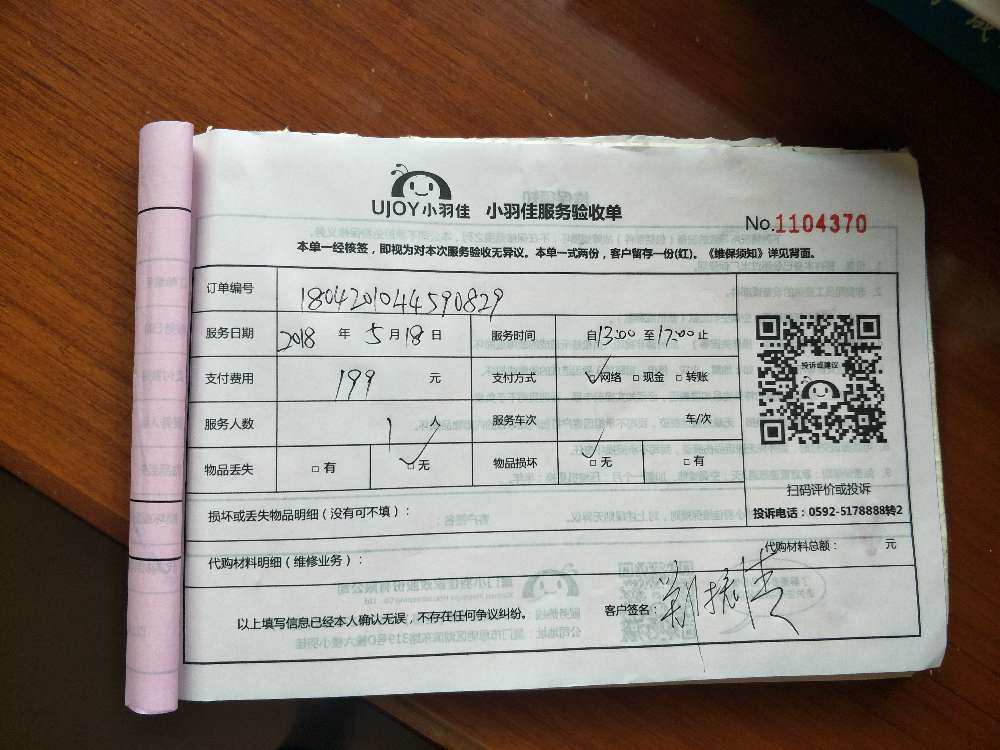 UJOY小羽佳 小羽佳服务验收单
No.1104370
本单一经核签，即视为对本次服务验收无异议。本单一式两份，客户留存一份(红)。《维保须知》详见背面。
订单编号 1804201044590829
服务日期 2018 年 5 月 18 日 服务时间 自 13:00 至 17:00 止
支付费用 199 元 支付方式 ☑网络 □现金 □转账
投诉或建议
服务人数 1人 服务车次 车/次
物品丢失 □有 ☑无 物品损坏 ☑无 □有
扫码评价或投诉
投诉电话：0592-5178888转2
损坏或丢失物品明细（没有可不填）：
代购材料明细（维修业务）： 代购材料总额： 元
以上填写信息已经本人确认无误，不存在任何争议纠纷。 客户签名：